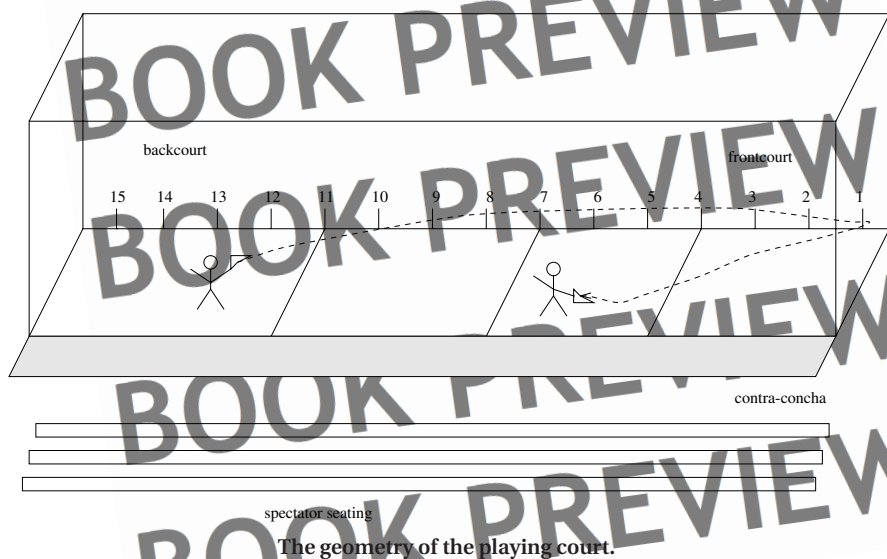 BOOK PREVIEW
backcourt
frontcourt
15 14 13 12 11 10 9 8 7 6 5 4 3 2 1
BOOK PREVIEW
BOOK PREVIEW
contra-concha
spectator seating
BOOK PREVIEW
The geometry of the playing court.